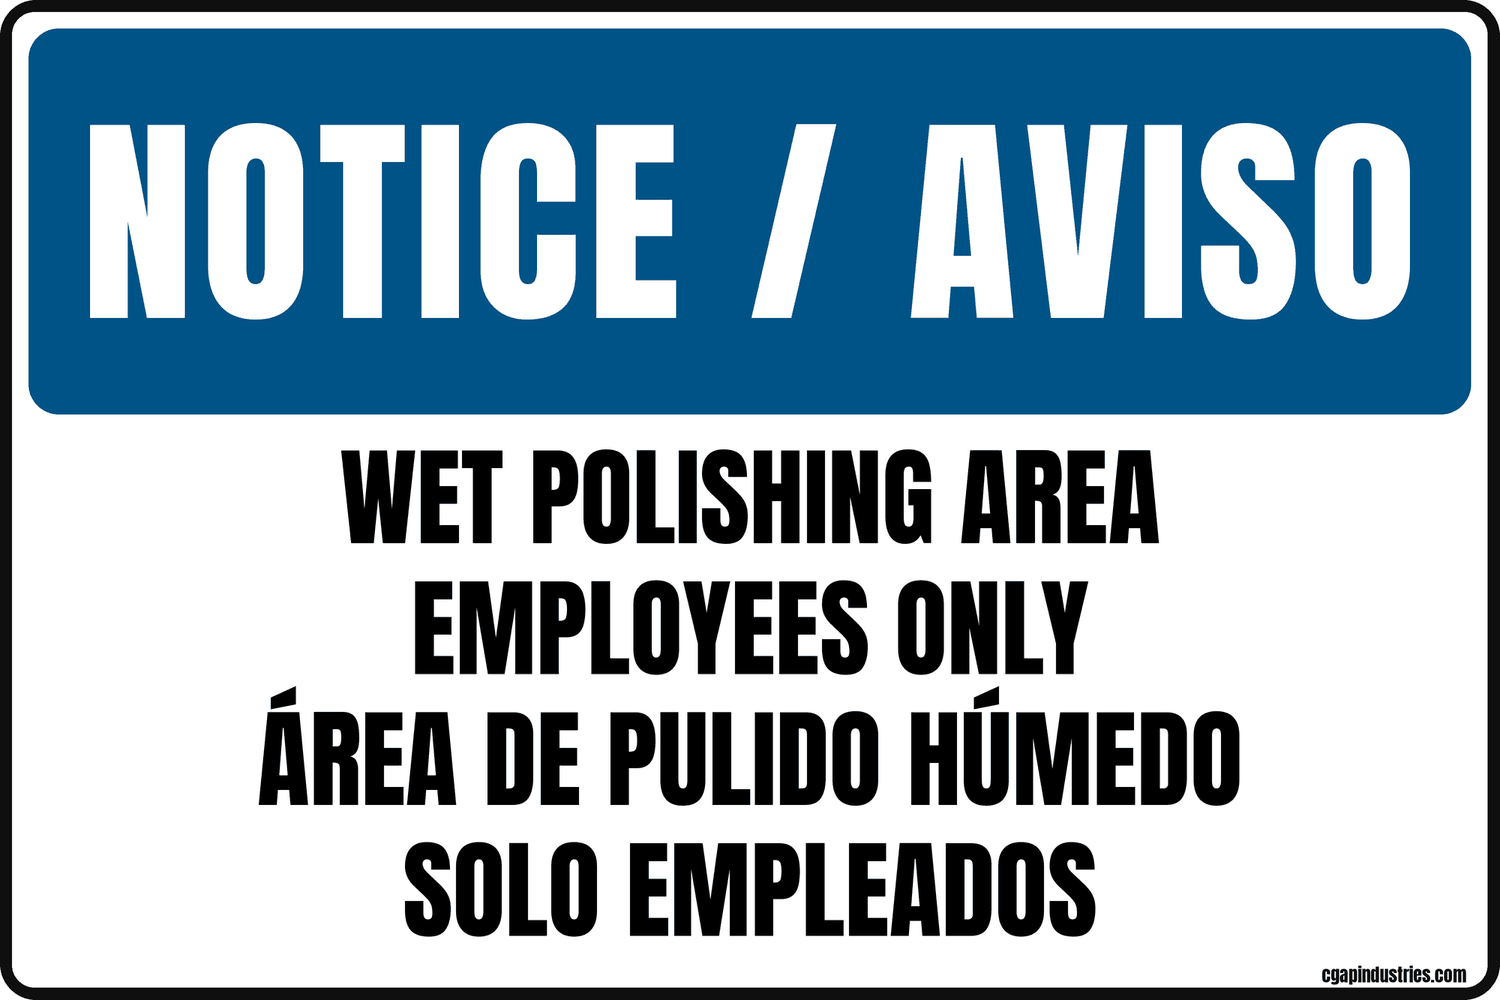 NOTICE / AVISO
WET POLISHING AREA
EMPLOYEES ONLY
ÁREA DE PULIDO HÚMEDO
SOLO EMPLEADOS
cgapindustries.com